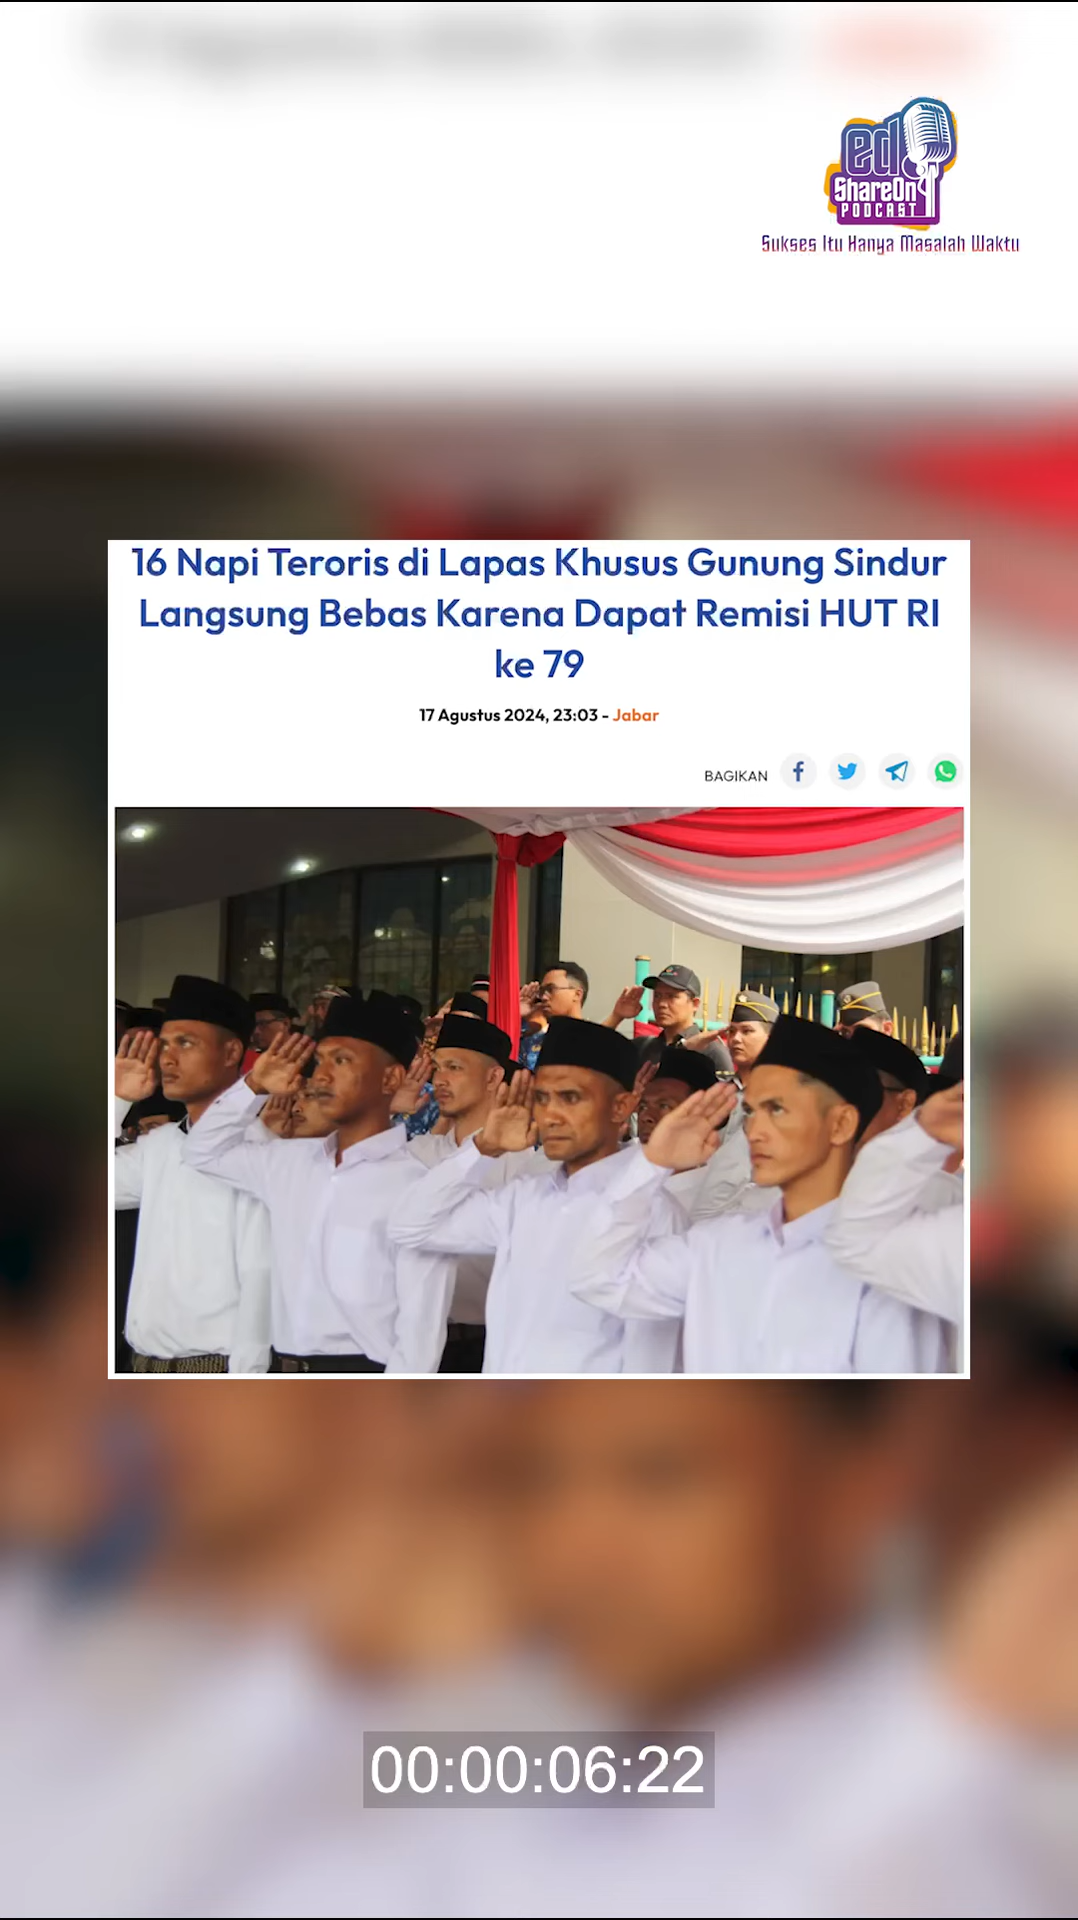 ed
ShareOn
PODCAST
Sukses Itu Hanya Masalah Waktu
16 Napi Teroris di Lapas Khusus Gunung Sindur
Langsung Bebas Karena Dapat Remisi HUT RI
ke 79
17 Agustus 2024, 23:03 - Jabar
BAGIKAN
00:00:06:22